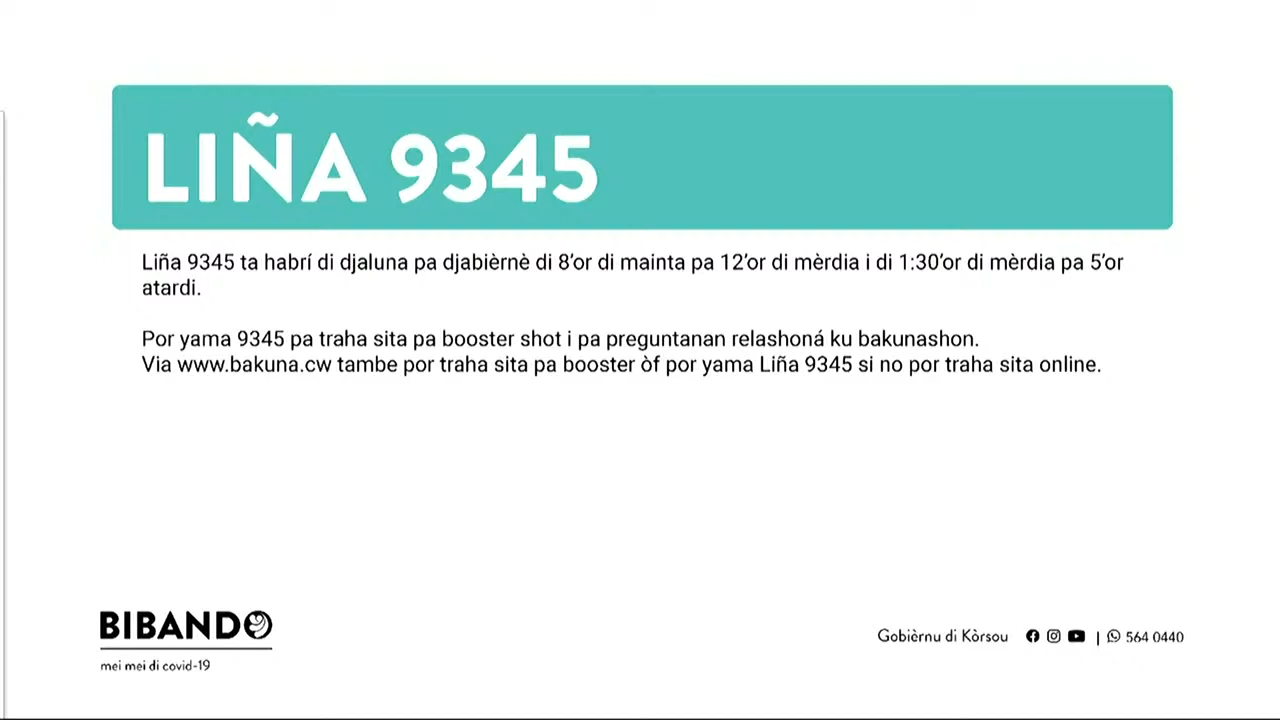 LIÑA 9345
Liña 9345 ta habrí di djaluna pa djabièrnè di 8’or di mainta pa 12’or di mèrdia i di 1:30’or di mèrdia pa 5’or
atardi.
Por yama 9345 pa traha sita pa booster shot i pa preguntanan relashoná ku bakunashon.
Via www.bakuna.cw tambe por traha sita pa booster òf por yama Liña 9345 si no por traha sita online.
BIBANDO
mei mei di covid-19
Gobièrnu di Kòrsou | 564 0440